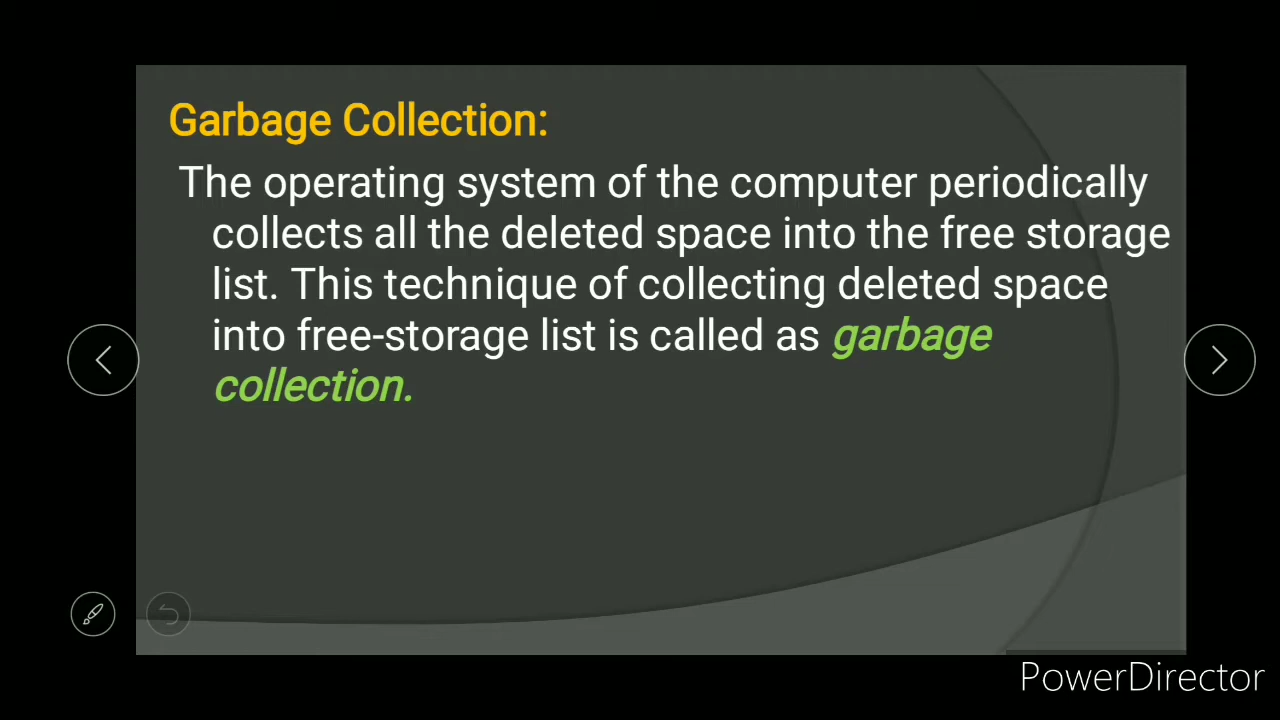 Garbage Collection:
The operating system of the computer periodically
collects all the deleted space into the free storage
list. This technique of collecting deleted space
into free-storage list is called as garbage
collection.
PowerDirector